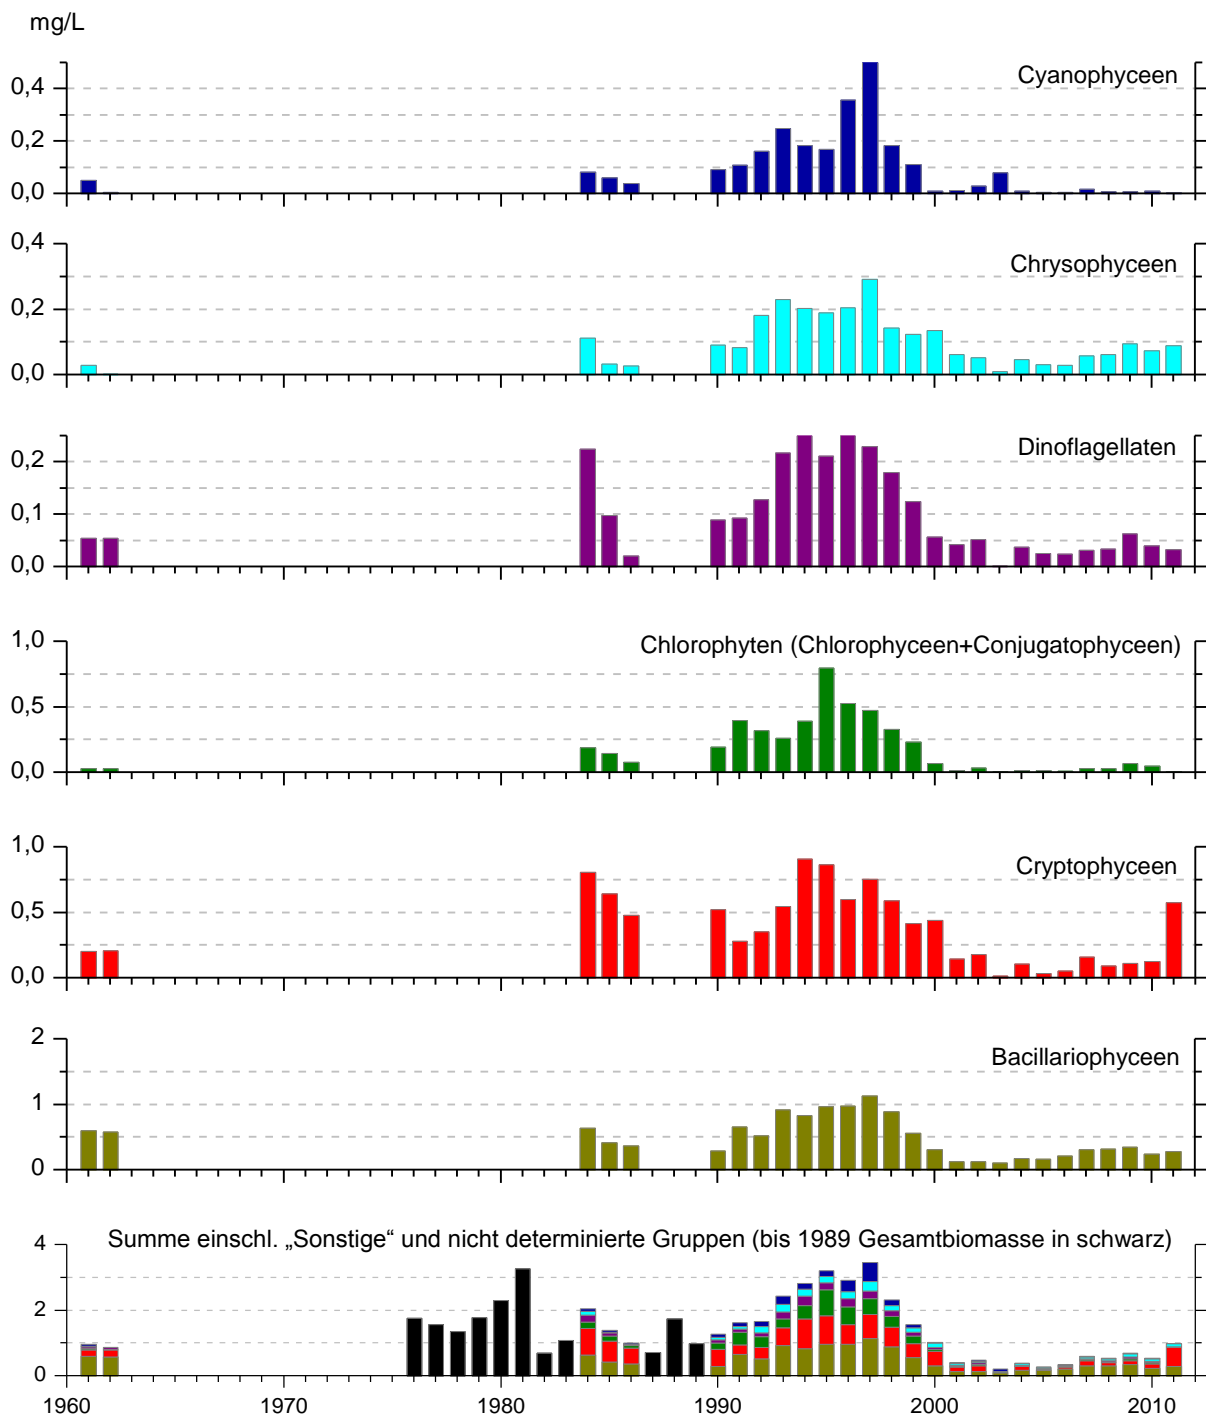 mg/L
Cyanophyceen
0,4
0,2
0,0
0,4
Chrysophyceen
0,2
0,0
Dinoflagellaten
0,2
0,1
0,0
1,0
Chlorophyten (Chlorophyceen+Conjugatophyceen)
0,5
0,0
1,0
Cryptophyceen
0,5
0,0
2
Bacillariophyceen
1
0
4
Summe einschl. „Sonstige“ und nicht determinierte Gruppen (bis 1989 Gesamtbiomasse in schwarz)
2
0
1960 1970 1980 1990 2000 2010